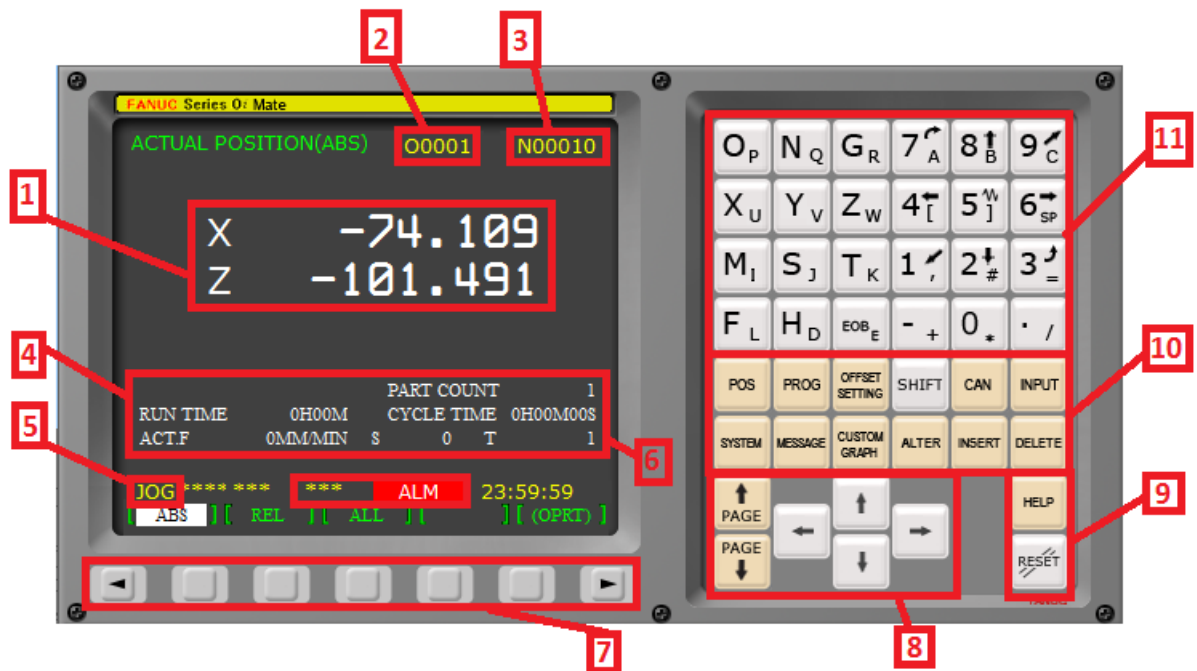 2
3
FANUC Series 0i Mate
ACTUAL POSITION(ABS) O0001 N00010
1
X -74.109
Z -101.491
4
PART COUNT 1
RUN TIME 0H00M CYCLE TIME 0H00M00S
ACT.F 0MM/MIN S 0 T 1
5
6
JOG **** *** *** ALM 23:59:59
[ ABS ] [ REL ] [ ALL ] [ ] [ (OPRT) ]
7
11
O P N Q G R 7 A 8 B 9 C
X U Y V Z W 4 [ 5 ] 6 SP
M I S J T K 1 , 2 # 3 =
F L H D EOB E - + 0 * . /
10
POS PROG OFFSET SETTING SHIFT CAN INPUT
SYSTEM MESSAGE CUSTOM GRAPH ALTER INSERT DELETE
PAGE HELP
9
PAGE RESET
8